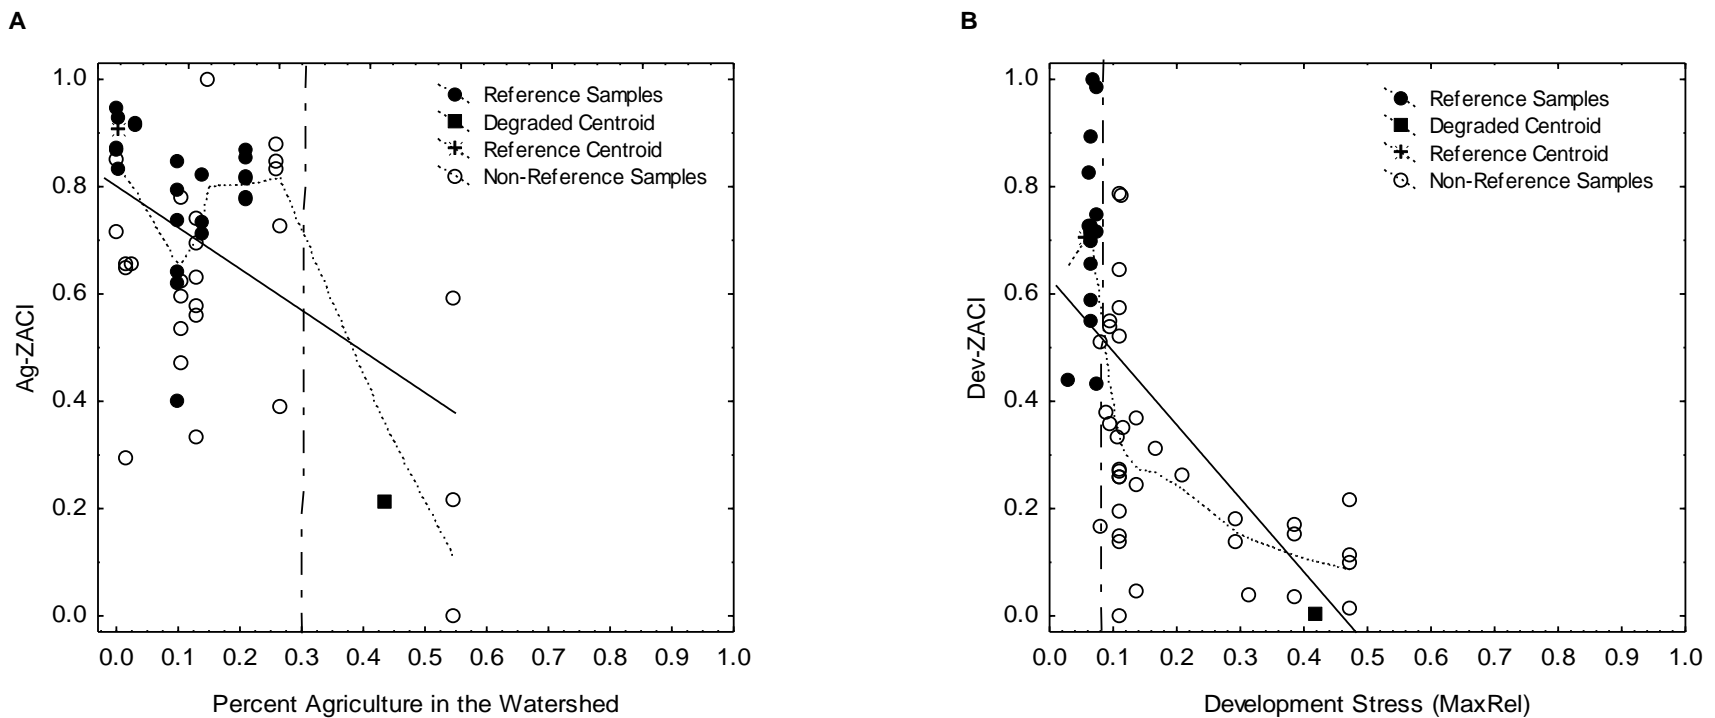 A
1.0
0.8
0.6
0.4
0.2
0.0
Ag-ZACI
Reference Samples
Degraded Centroid
Reference Centroid
Non-Reference Samples
0.0 0.1 0.2 0.3 0.4 0.5 0.6 0.7 0.8 0.9 1.0
Percent Agriculture in the Watershed
B
1.0
0.8
0.6
0.4
0.2
0.0
Dev-ZACI
Reference Samples
Degraded Centroid
Reference Centroid
Non-Reference Samples
0.0 0.1 0.2 0.3 0.4 0.5 0.6 0.7 0.8 0.9 1.0
Development Stress (MaxRel)